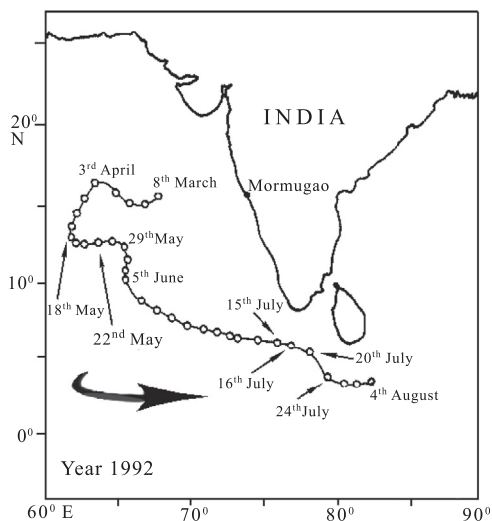 INDIA
20⁰
N
3ʳᵈ April
8ᵗʰ March
Mormugao
29ᵗʰMay
10⁰
5ᵗʰ June
18ᵗʰ May
22ⁿᵈ May
15ᵗʰ July
20ᵗʰ July
16ᵗʰ July
4ᵗʰ August
24ᵗʰJuly
0⁰
Year 1992
60⁰ E
70⁰
80⁰
90⁰